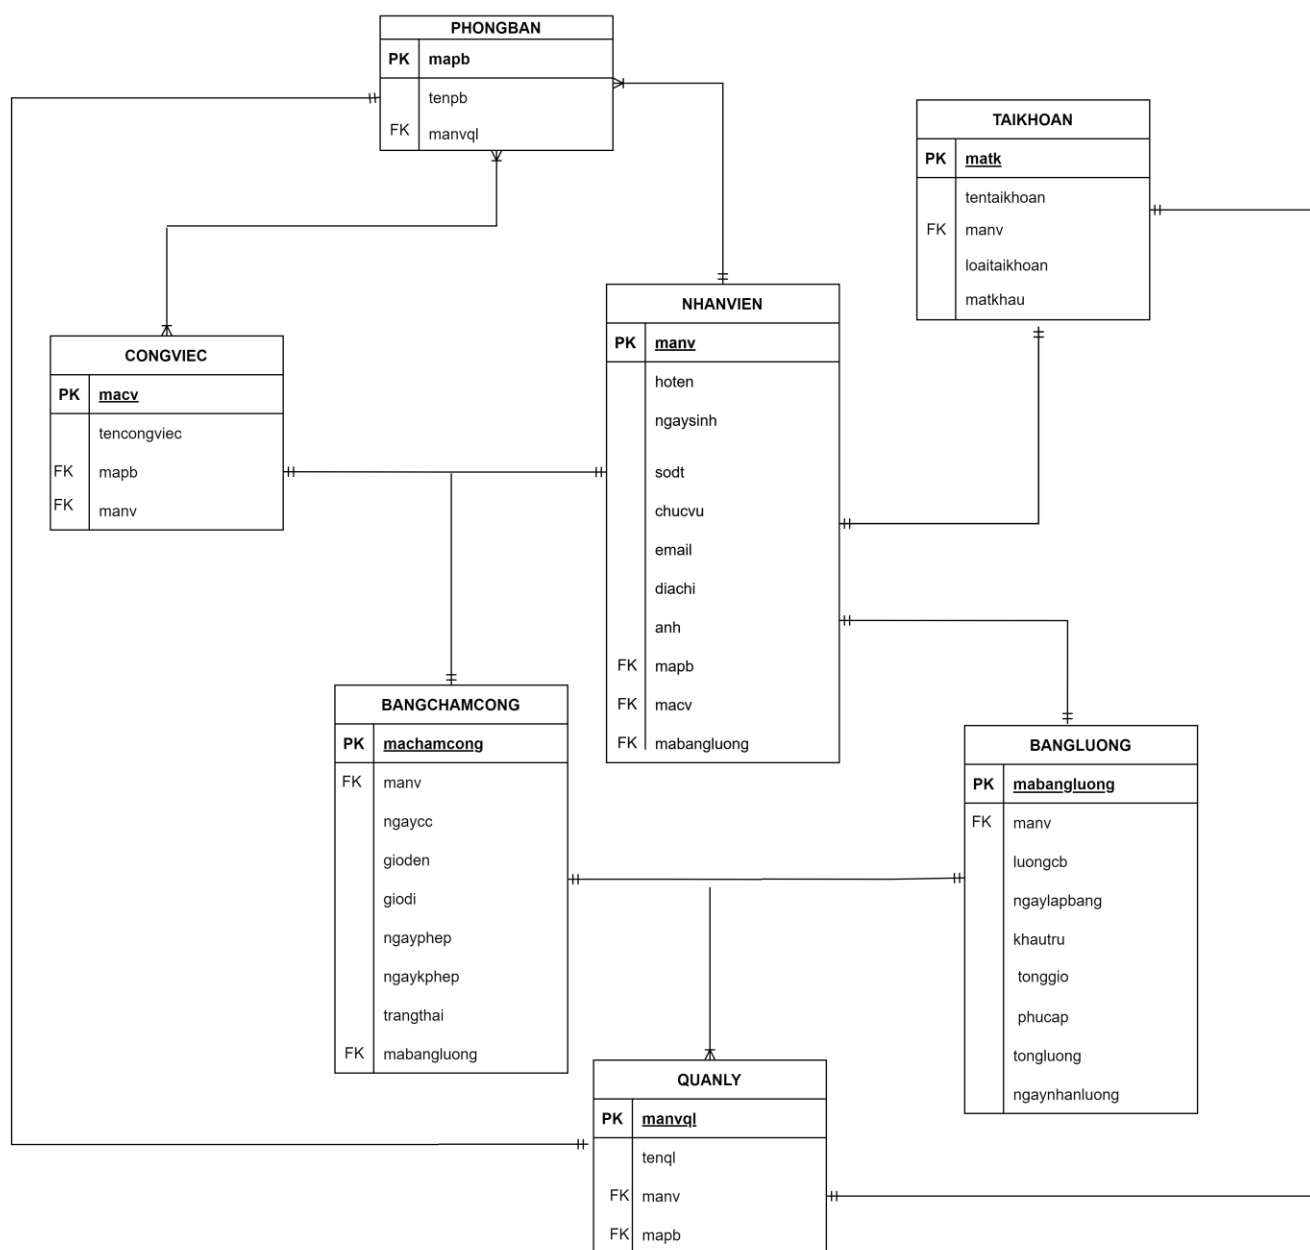 PHONGBAN
PK mapb
tenpb
FK manvql
TAIKHOAN
PK matk
tentaikhoan
FK manv
loaitaikhoan
matkhau
NHANVIEN
PK manv
hoten
ngaysinh
sodt
chucvu
email
diachi
anh
FK mapb
FK macv
FK mabangluong
CONGVIEC
PK macv
tencongviec
FK mapb
FK manv
BANGCHAMCONG
PK machamcong
FK manv
ngaycc
gioden
giodi
ngayphep
ngaykphep
trangthai
FK mabangluong
BANGLUONG
PK mabangluong
FK manv
luongcb
ngaylapbang
khautru
tonggio
phucap
tongluong
ngaynhanluong
QUANLY
PK manvql
tenql
FK manv
FK mapb